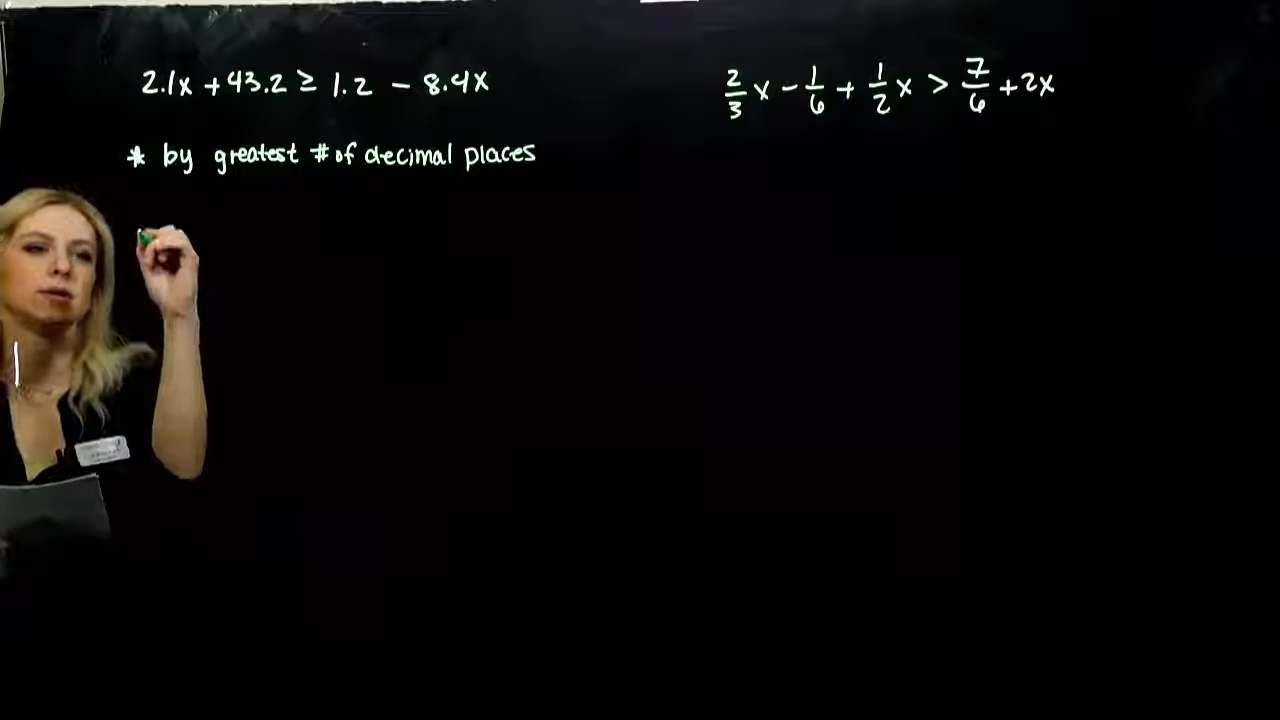 2.1x + 43.2 ≥ 1.2 - 8.4x
* by greatest # of decimal places
2/3 x - 1/6 + 1/2 x > 7/6 + 2x